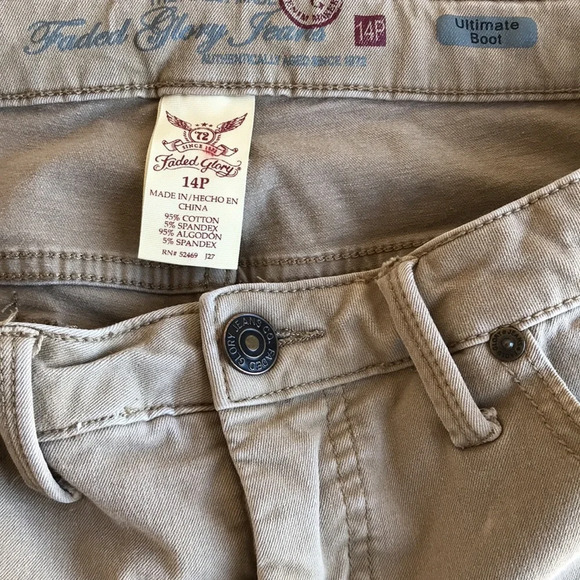 Faded Glory Jeans
AUTHENTICALLY AGED SINCE 1972
14P
Ultimate
Boot
72
SINCE 1972
Faded Glory
14P
MADE IN/HECHO EN
CHINA
95% COTTON
5% SPANDEX
95% ALGODÓN
5% SPANDEX
RN# 52469 J27
GLORY JEANS CO. FADED